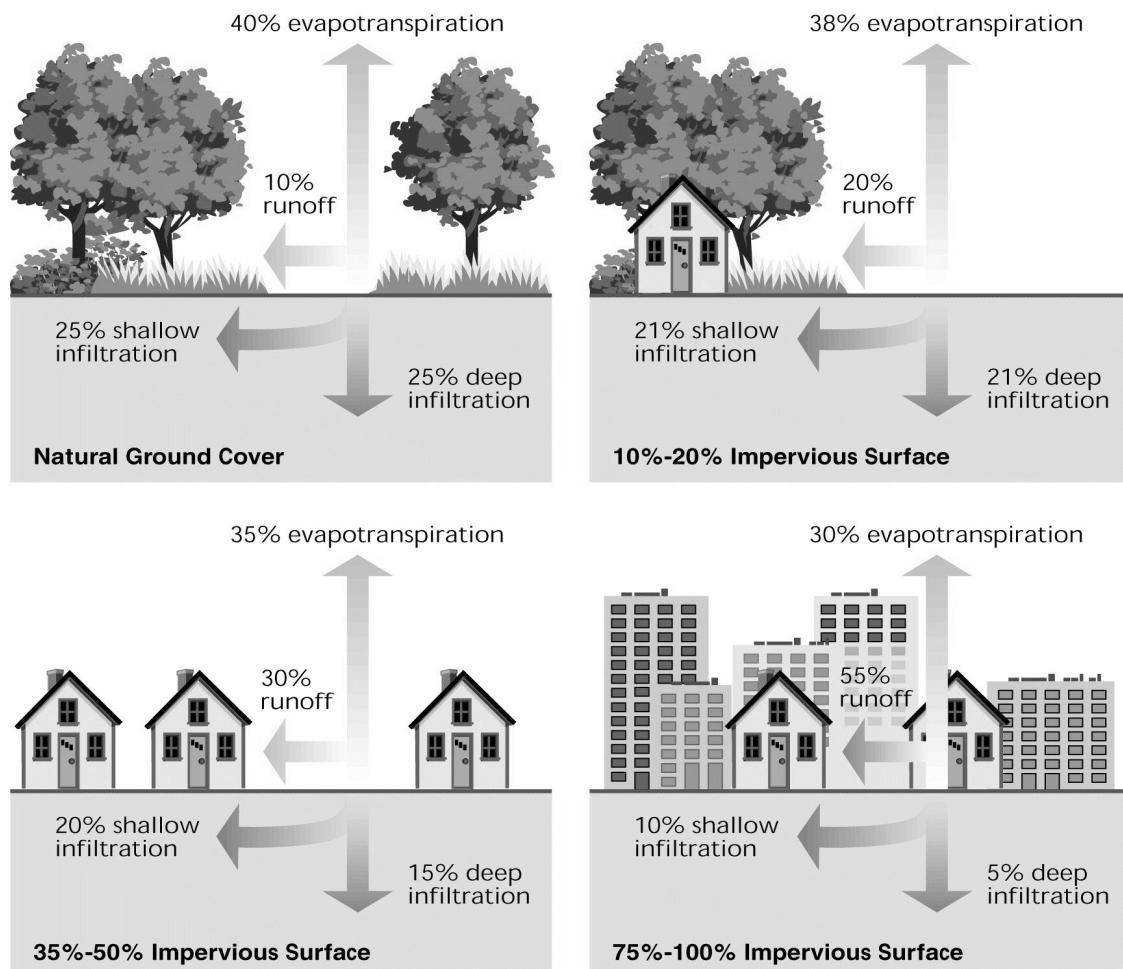 40% evapotranspiration
10%
runoff
25% shallow
infiltration
25% deep
infiltration
Natural Ground Cover
38% evapotranspiration
20%
runoff
21% shallow
infiltration
21% deep
infiltration
10%-20% Impervious Surface
35% evapotranspiration
30%
runoff
20% shallow
infiltration
15% deep
infiltration
35%-50% Impervious Surface
30% evapotranspiration
55%
runoff
10% shallow
infiltration
5% deep
infiltration
75%-100% Impervious Surface